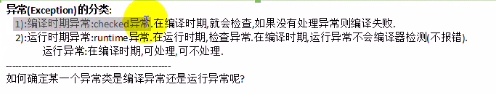 异常(Exception)的分类:
1):编译时期异常:checked异常.在编译时期,就会检查,如果没有处理异常则编译失败.
2):运行时期异常:runtime异常.在运行时期,检查异常.在编译时期,运行异常不会编译器检测(不报错).
运行异常:在编译时期,可处理,可不处理.
----------------------------------------------
如何确定某一个异常类是编译异常还是运行异常呢?